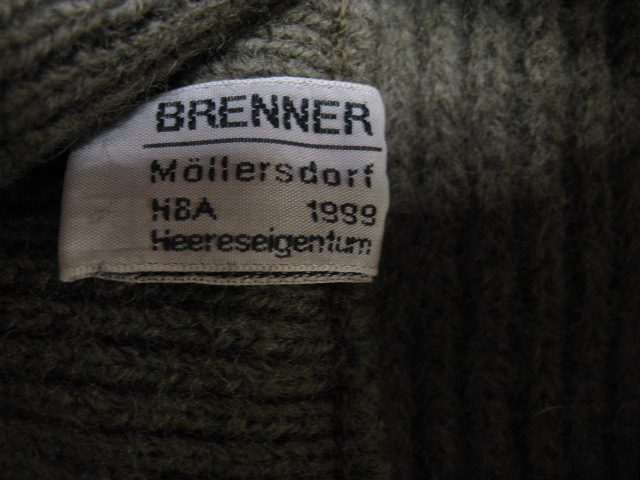 BRENNER
Möllersdorf
HBA 1999
Heereseigentum